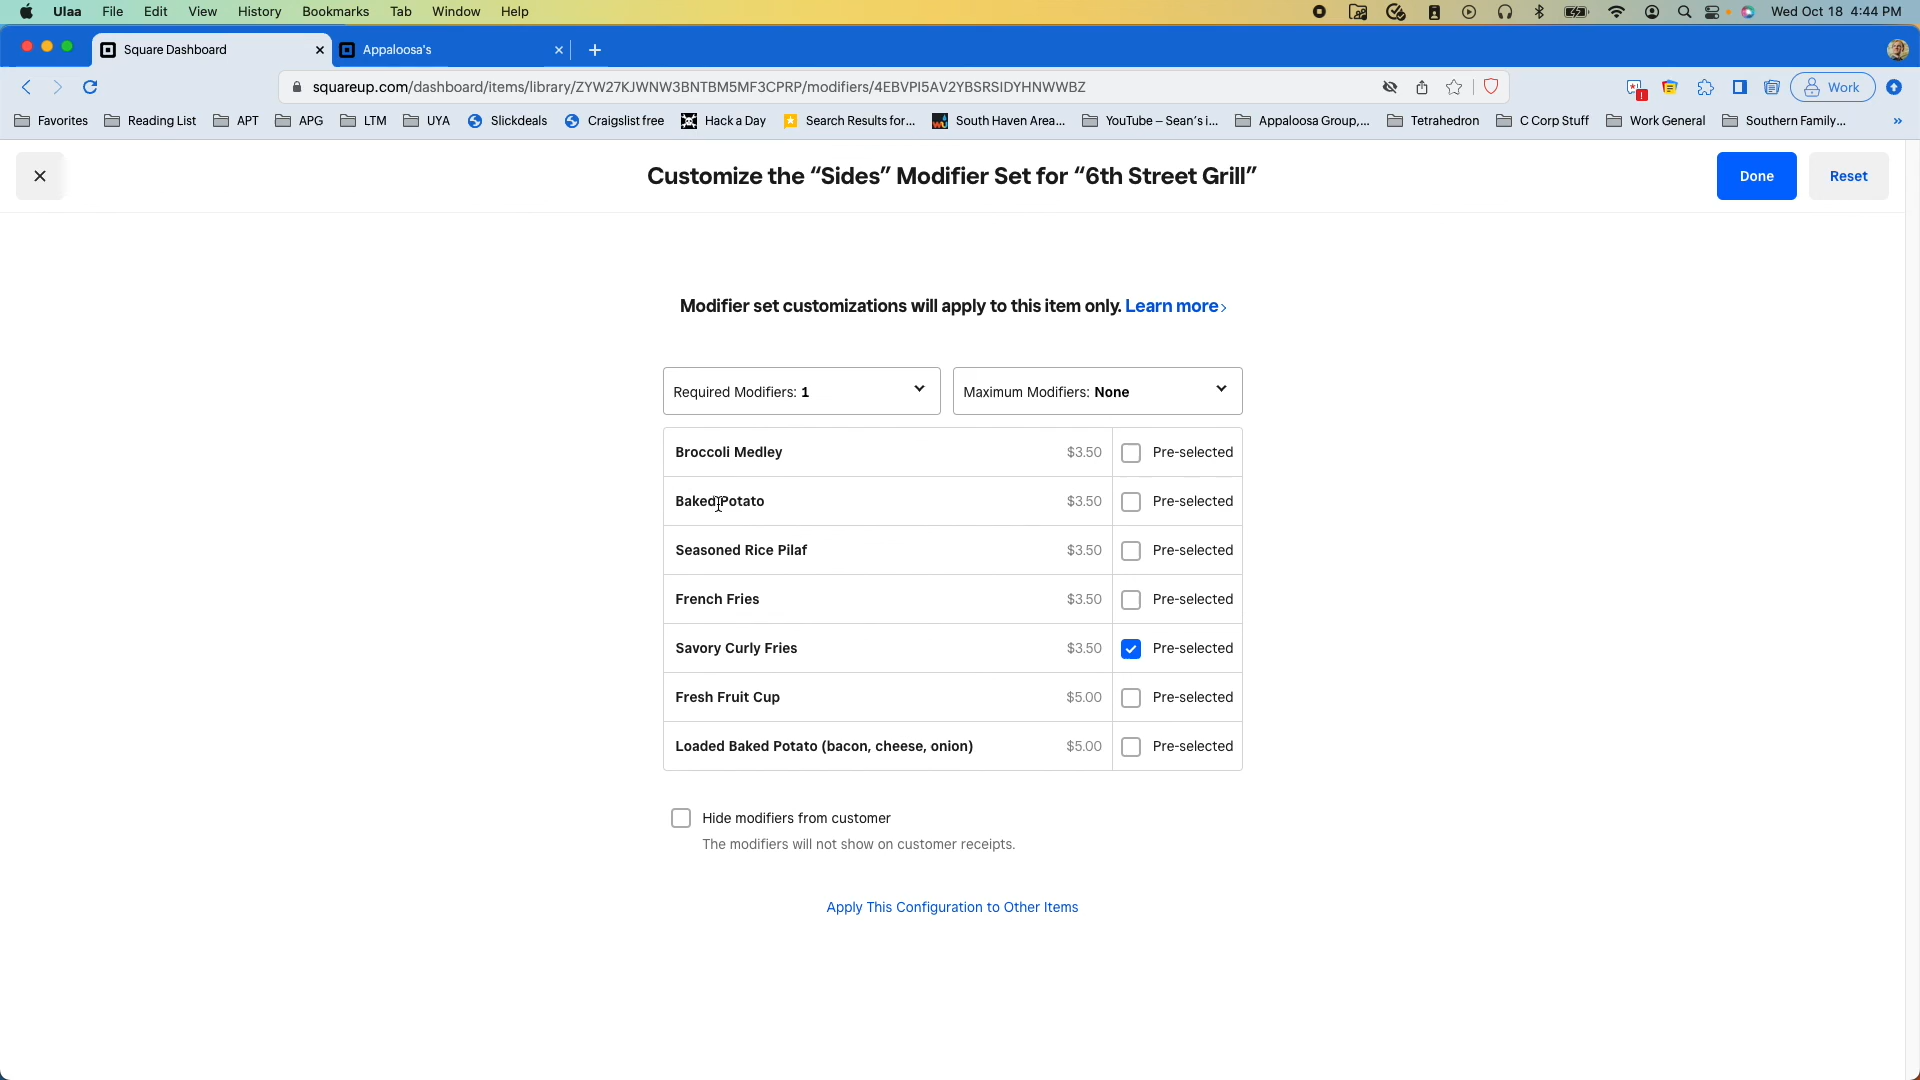 Ulaa File Edit View History Bookmarks Tab Window Help Wed Oct 18 4:44 PM
Square Dashboard Appaloosa's
squareup.com/dashboard/items/library/ZYW27KJWNW3BNTBM5MF3CPRP/modifiers/4EBVPI5AV2YBSRSIDYHNWWBZ Work
Favorites Reading List APT APG LTM UYA Slickdeals Craigslist free Hack a Day Search Results for... South Haven Area... YouTube – Sean's i... Appaloosa Group,... Tetrahedron C Corp Stuff Work General Southern Family... »
Customize the “Sides” Modifier Set for “6th Street Grill” Done Reset
Modifier set customizations will apply to this item only. Learn more ›
Required Modifiers: 1 Maximum Modifiers: None
Broccoli Medley $3.50 Pre-selected
Baked Potato $3.50 Pre-selected
Seasoned Rice Pilaf $3.50 Pre-selected
French Fries $3.50 Pre-selected
Savory Curly Fries $3.50 Pre-selected
Fresh Fruit Cup $5.00 Pre-selected
Loaded Baked Potato (bacon, cheese, onion) $5.00 Pre-selected
Hide modifiers from customer
The modifiers will not show on customer receipts.
Apply This Configuration to Other Items